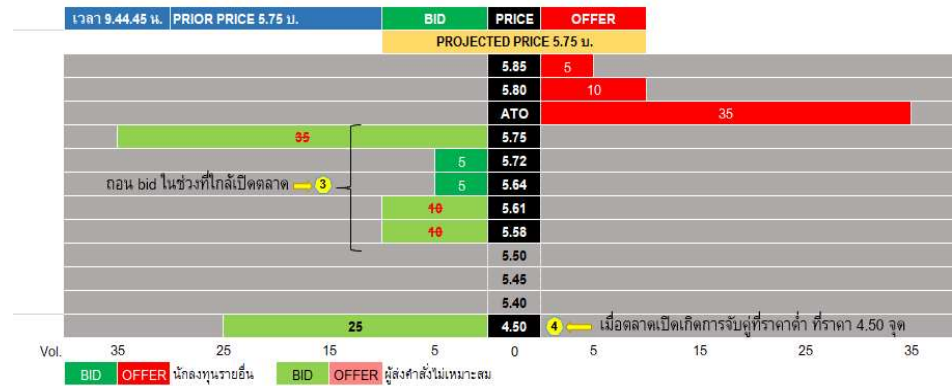 เวลา 9.44.45 น. PRIOR PRICE 5.75 บ. BID PRICE OFFER
PROJECTED PRICE 5.75 บ.
5.85 5
5.80 10
ATO 35
35 5.75
5 5.72
ถอน bid ในช่วงที่ใกล้เปิดตลาด 3 5 5.64
10 5.61
10 5.58
5.50
5.45
5.40
25 4.50 4 เมื่อตลาดเปิดเกิดการจับคู่ที่ราคาต่ำ ที่ราคา 4.50 จุด
Vol. 35 25 15 5 0 5 15 25 35
BID OFFER นักลงทุนรายอื่น BID OFFER ผู้ส่งคำสั่งไม่เหมาะสม